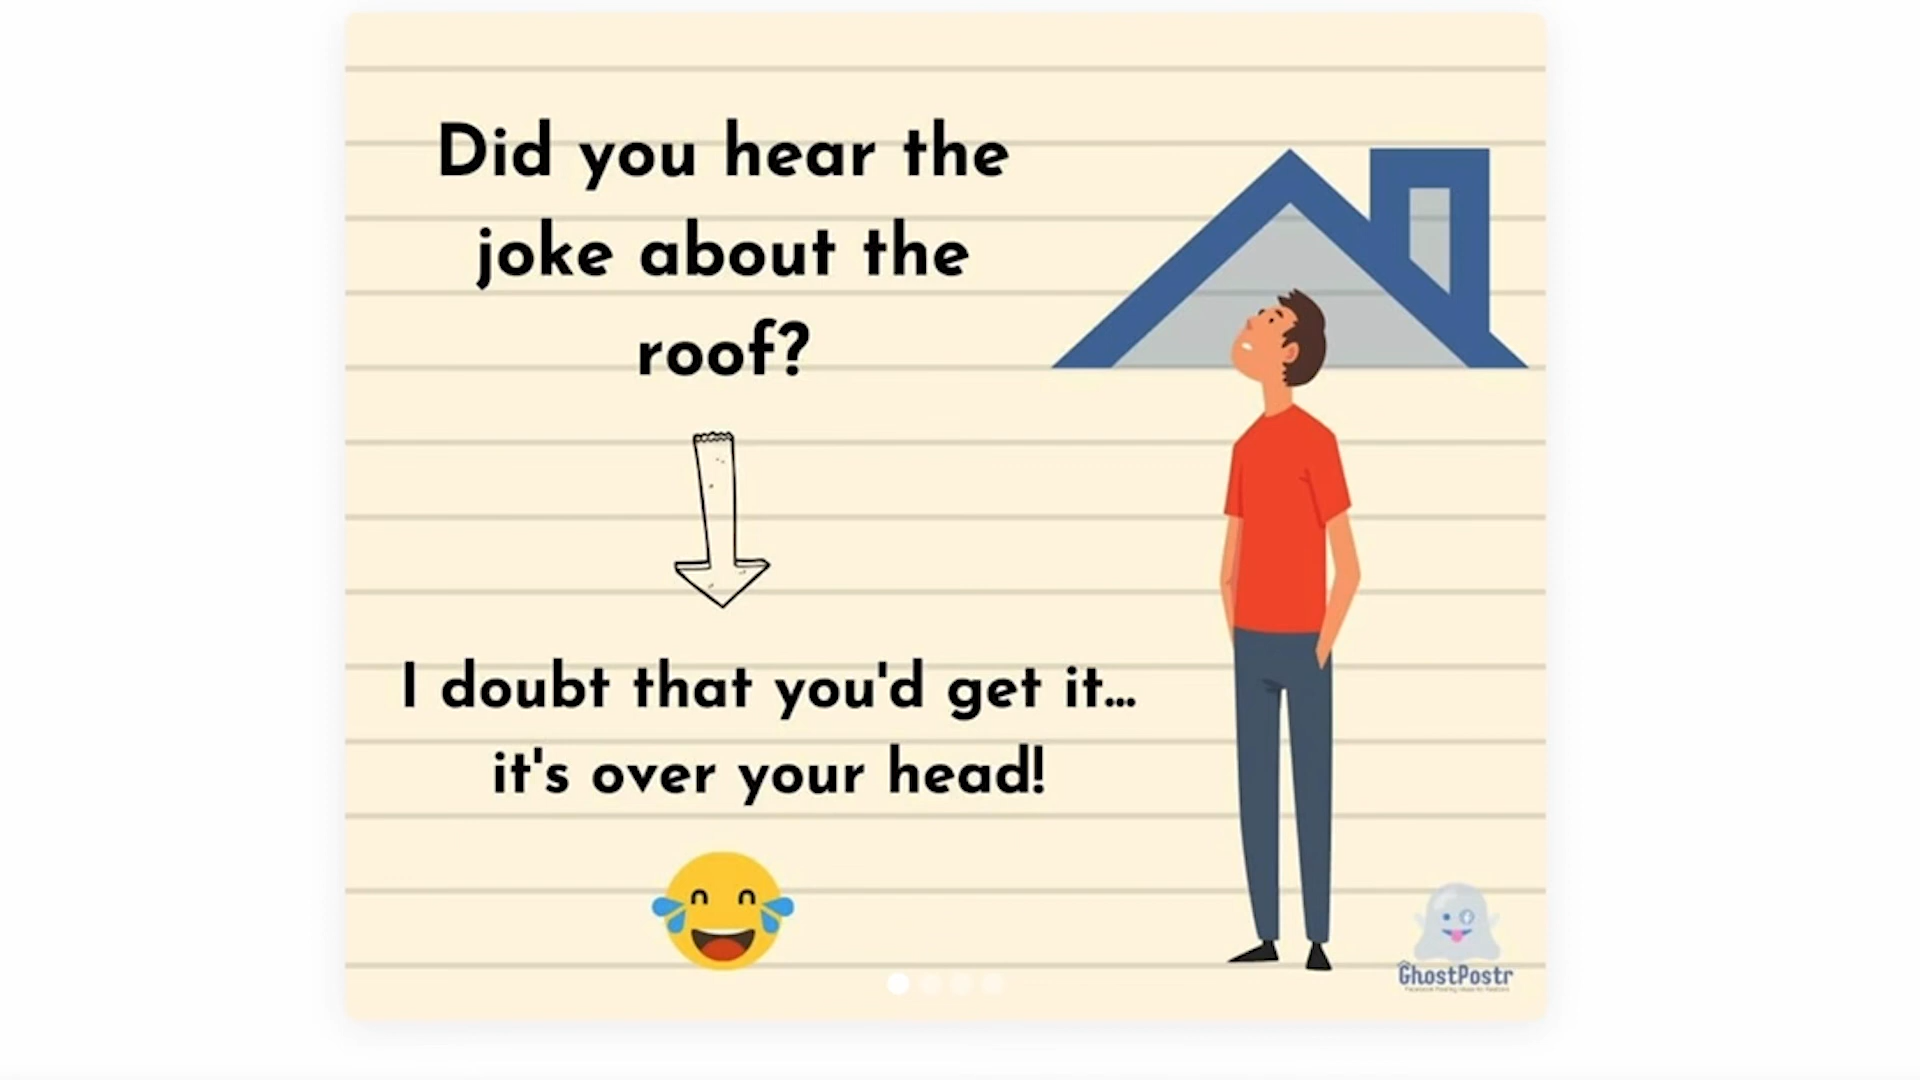 Did you hear the
joke about the
roof?
I doubt that you'd get it...
it's over your head!
GhostPostr